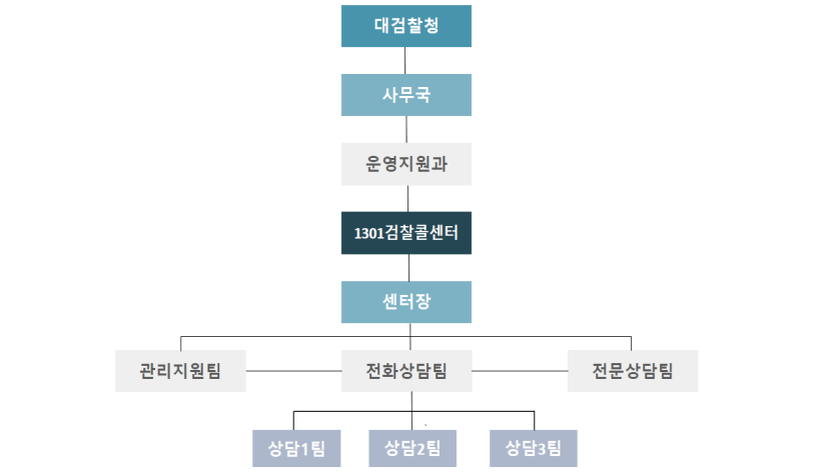 대검찰청
사무국
운영지원과
1301검찰콜센터
센터장
관리지원팀
전화상담팀
전문상담팀
상담1팀
상담2팀
상담3팀